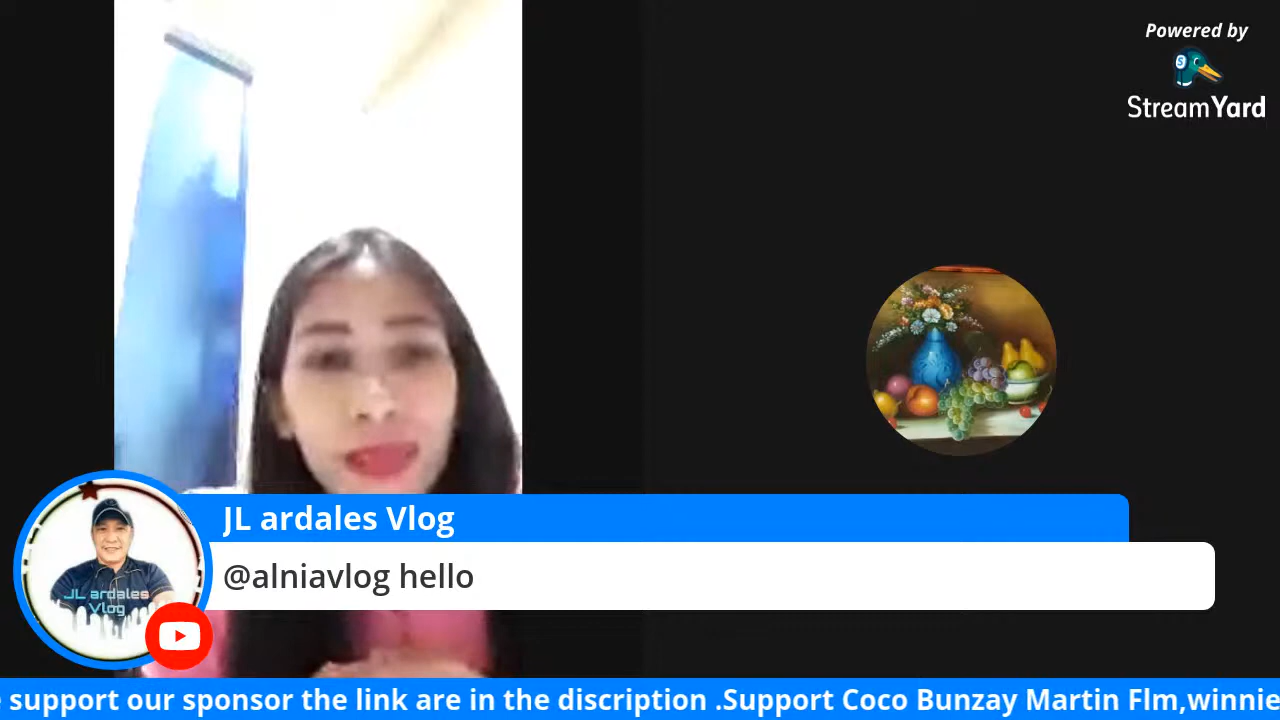 Powered by
StreamYard
JL ardales Vlog
@alniavlog hello
JL ardales
Vlog
support our sponsor the link are in the discription .Support Coco Bunzay Martin Flm,winnie